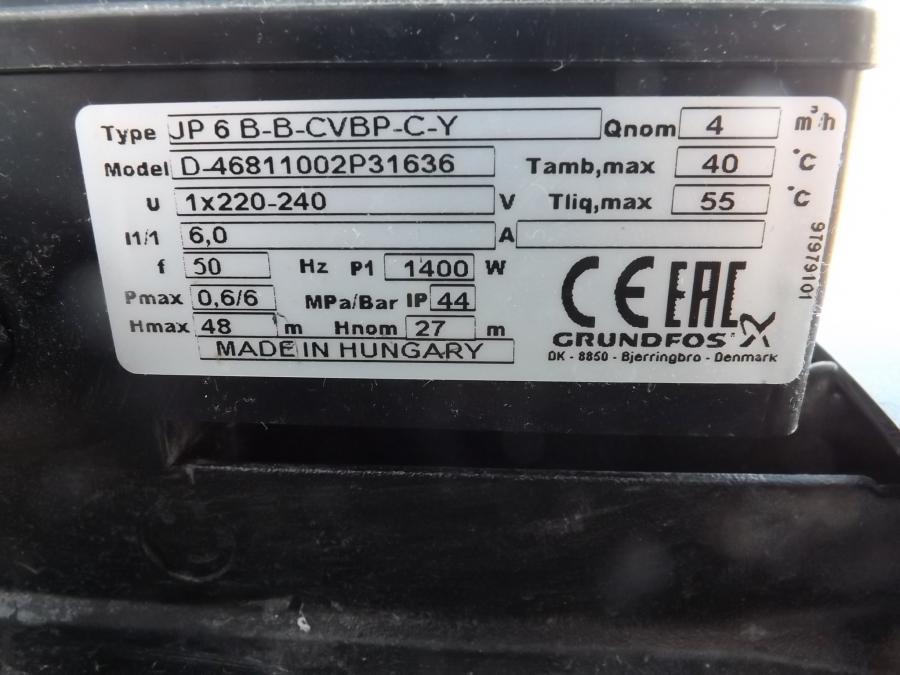 Type JP 6 B-B-CVBP-C-Y Qnom 4 m³h
Model D-46811002P31636 Tamb,max 40 °C
U 1x220-240 V Tliq,max 55 °C
I1/1 6,0 A
f 50 Hz P1 1400 W
Pmax 0,6/6 MPa/Bar IP 44
Hmax 48 m Hnom 27 m
MADE IN HUNGARY
CE EAC
GRUNDFOS
DK - 8850 - Bjerringbro - Denmark
97979101